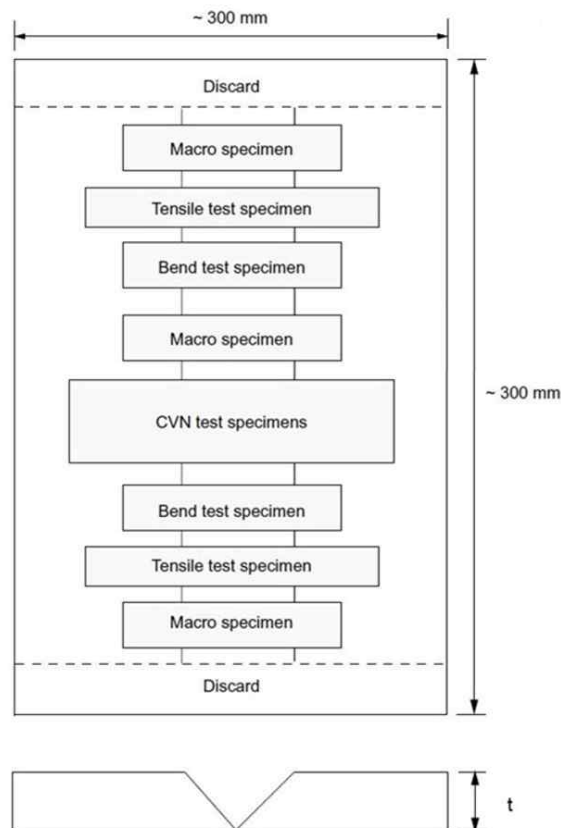 ~ 300 mm
Discard
Macro specimen
Tensile test specimen
Bend test specimen
Macro specimen
CVN test specimens
~ 300 mm
Bend test specimen
Tensile test specimen
Macro specimen
Discard
t